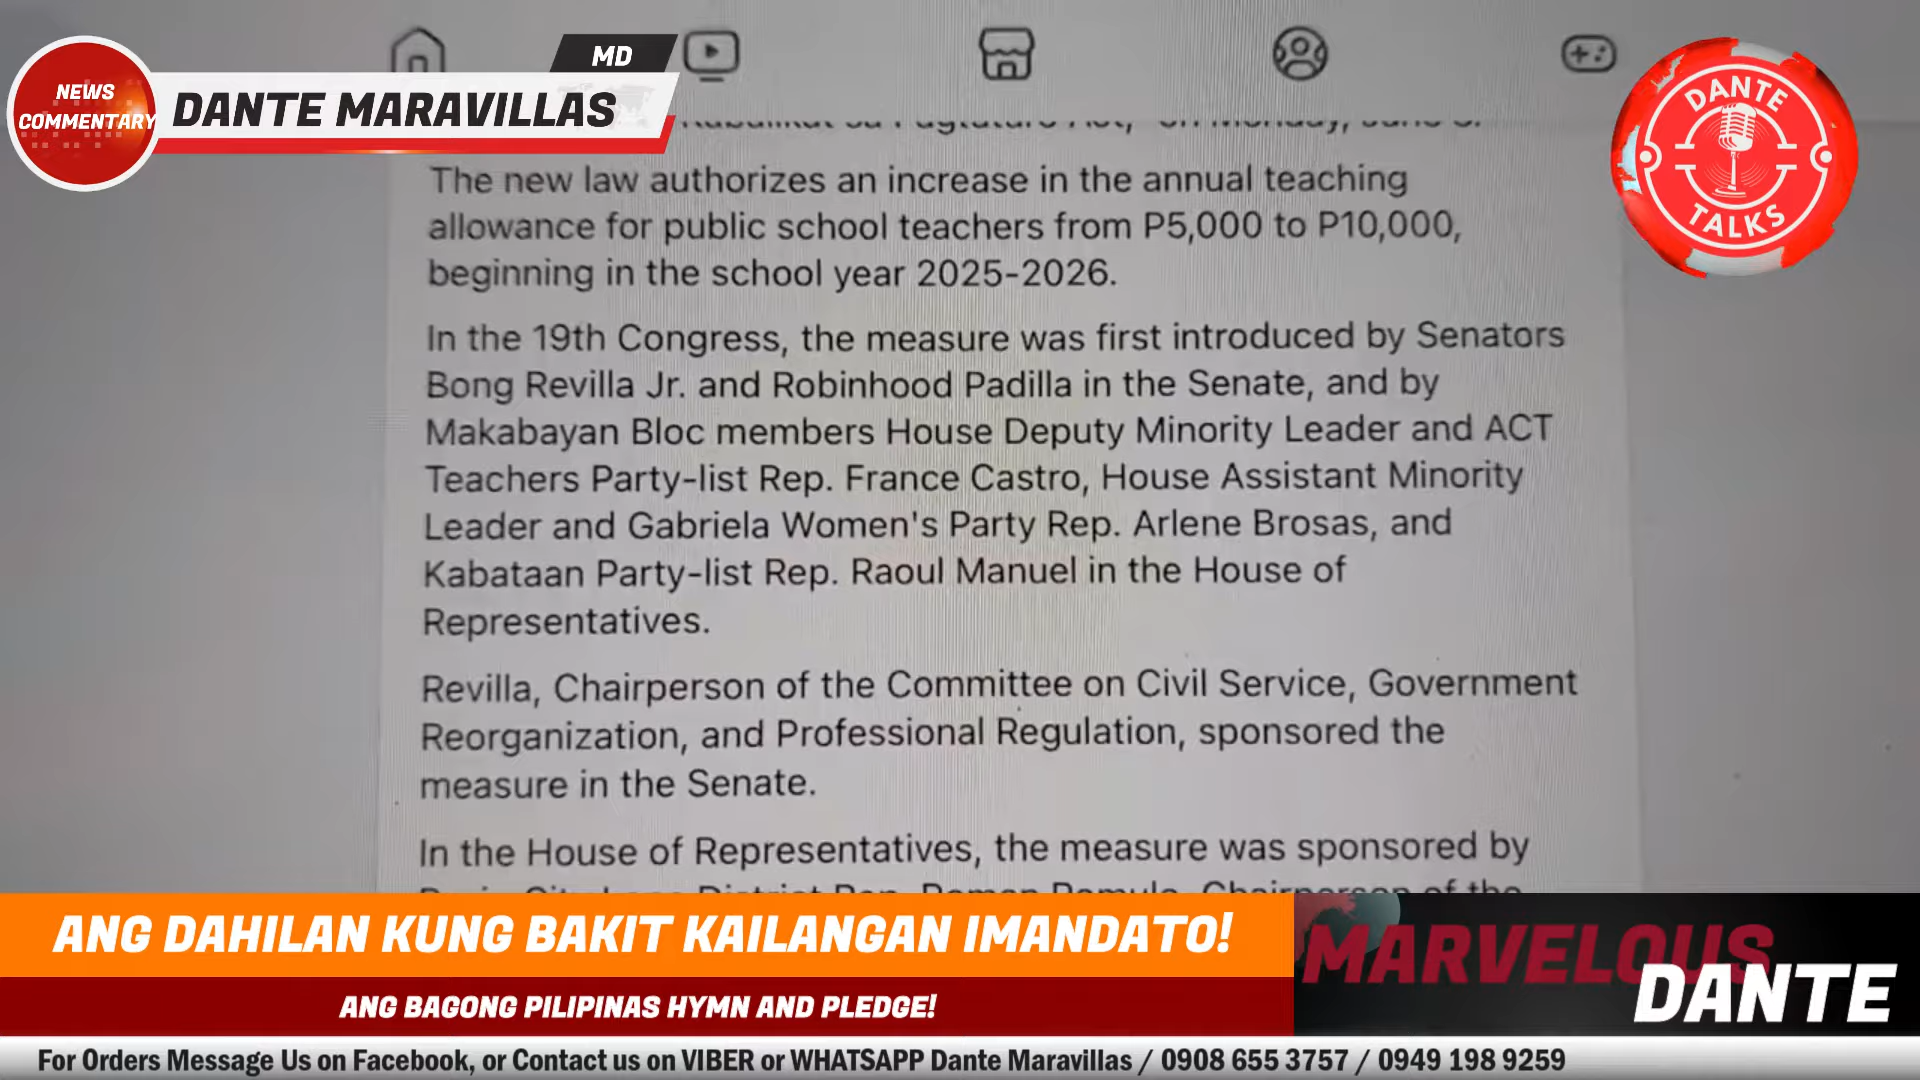 MD
NEWS
COMMENTARY
DANTE MARAVILLAS
DANTE
TALKS
The new law authorizes an increase in the annual teaching
allowance for public school teachers from P5,000 to P10,000,
beginning in the school year 2025-2026.
In the 19th Congress, the measure was first introduced by Senators
Bong Revilla Jr. and Robinhood Padilla in the Senate, and by
Makabayan Bloc members House Deputy Minority Leader and ACT
Teachers Party-list Rep. France Castro, House Assistant Minority
Leader and Gabriela Women's Party Rep. Arlene Brosas, and
Kabataan Party-list Rep. Raoul Manuel in the House of
Representatives.
Revilla, Chairperson of the Committee on Civil Service, Government
Reorganization, and Professional Regulation, sponsored the
measure in the Senate.
In the House of Representatives, the measure was sponsored by
ANG DAHILAN KUNG BAKIT KAILANGAN IMANDATO!
ANG BAGONG PILIPINAS HYMN AND PLEDGE!
MARVELOUS
DANTE
For Orders Message Us on Facebook, or Contact us on VIBER or WHATSAPP Dante Maravillas / 0908 655 3757 / 0949 198 9259